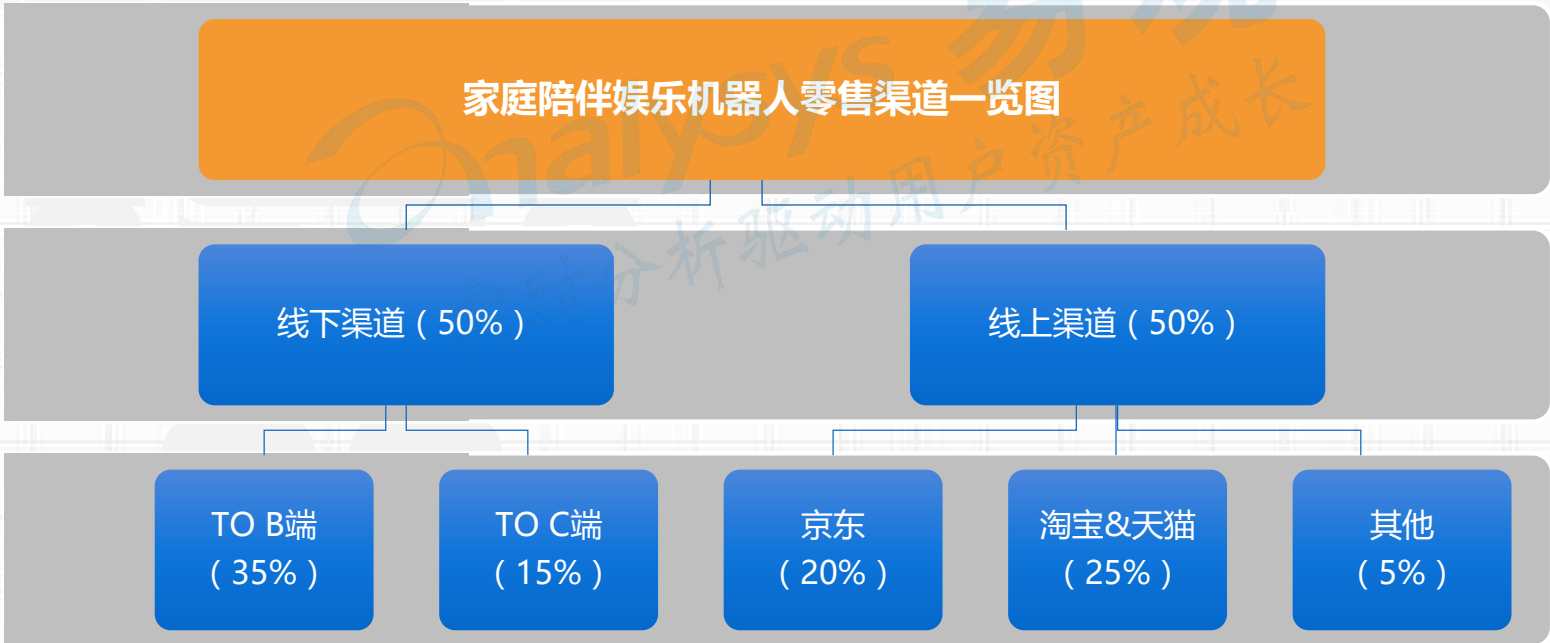 家庭陪伴娱乐机器人零售渠道一览图
线下渠道（50%）
线上渠道（50%）
TO B端
（35%）
TO C端
（15%）
京东
（20%）
淘宝&天猫
（25%）
其他
（5%）
analysys 易观
实时分析驱动用户资产成长